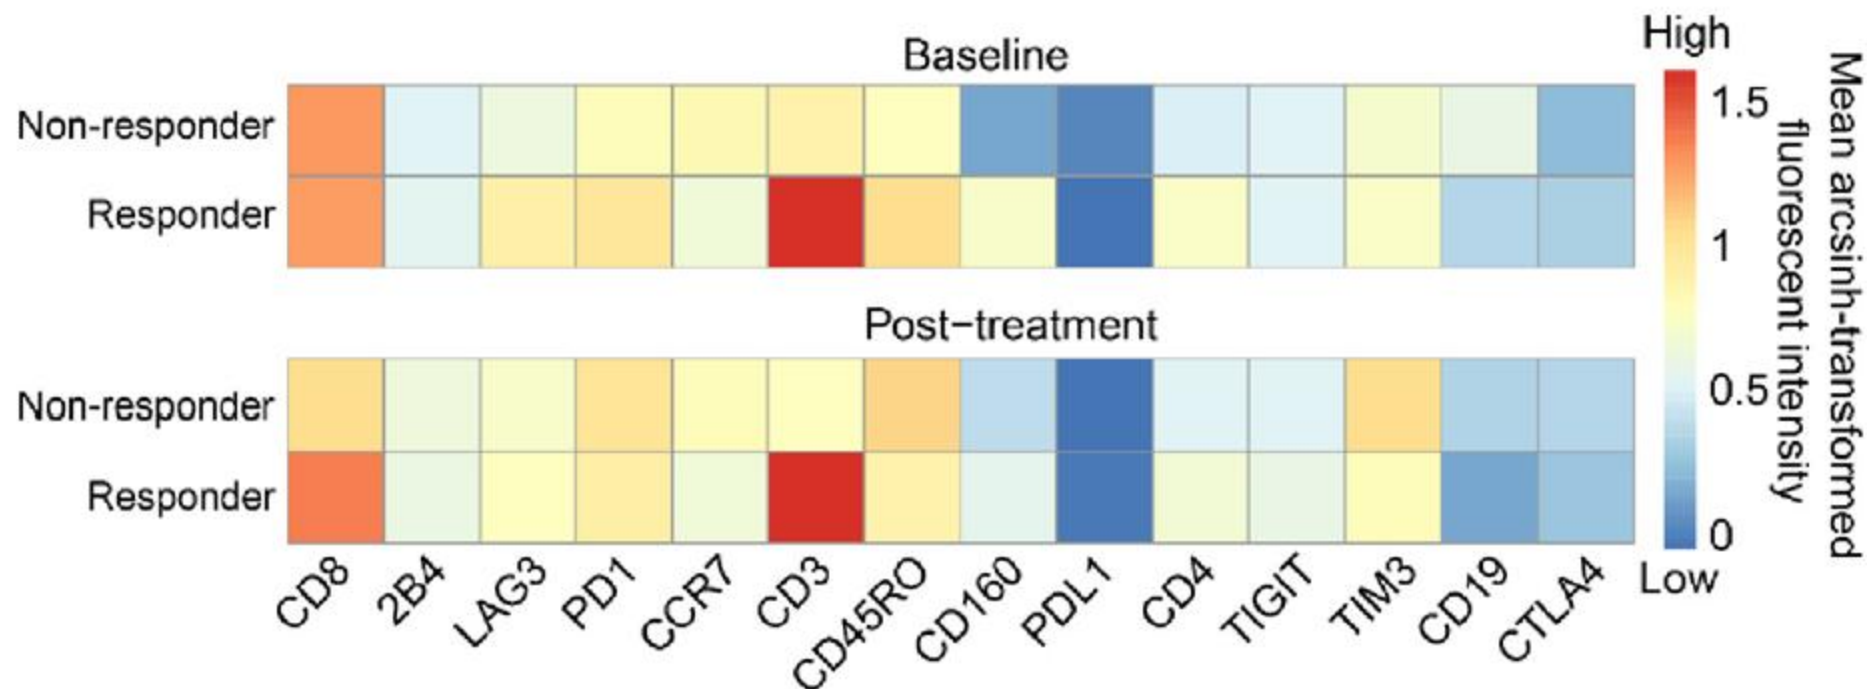 Baseline
Non-responder
Responder
Post−treatment
Non-responder
Responder
CD8
2B4
LAG3
PD1
CCR7
CD3
CD45RO
CD160
PDL1
CD4
TIGIT
TIM3
CD19
CTLA4
High
1.5
1
0.5
0
Low
Mean arcsinh-transformed
fluorescent intensity